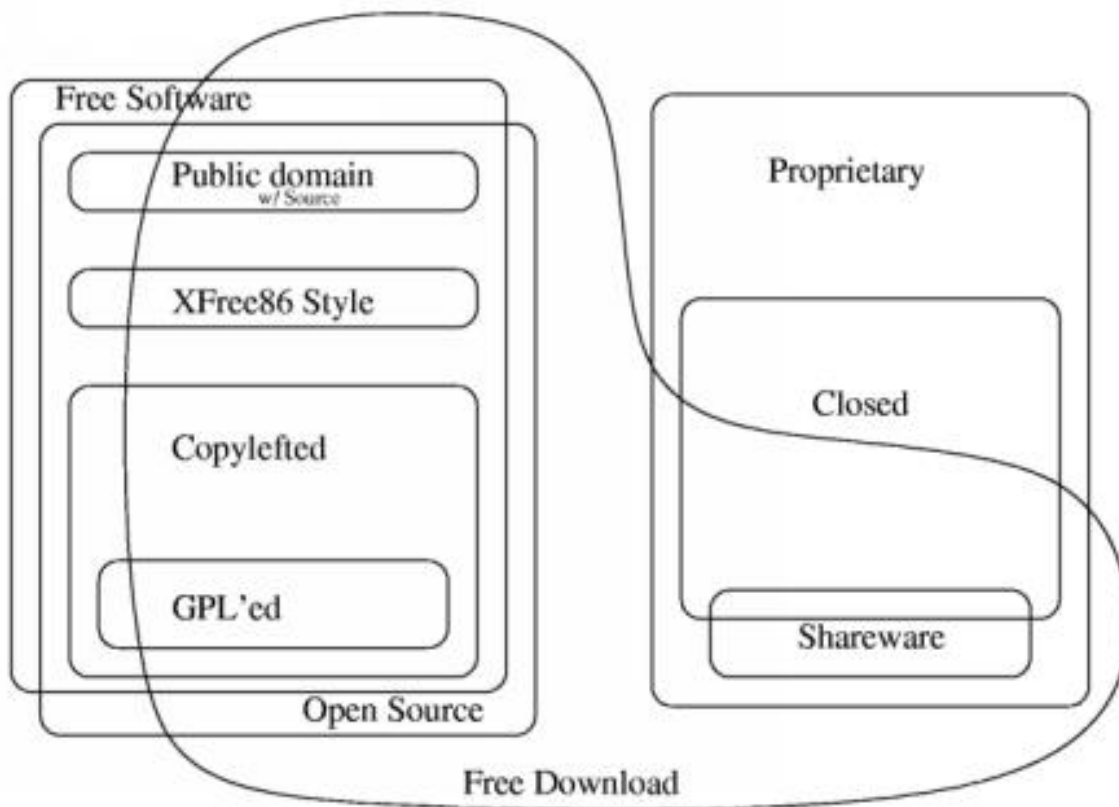 Free Software
Public domain
w/ Source
XFree86 Style
Copylefted
GPL'ed
Open Source
Proprietary
Closed
Shareware
Free Download